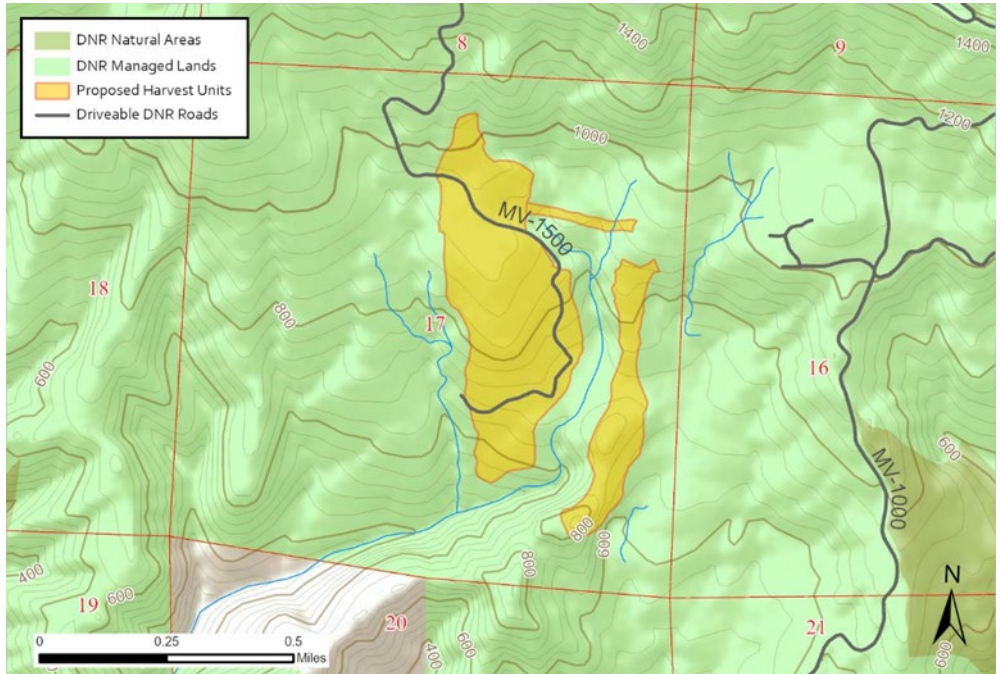 DNR Natural Areas
DNR Managed Lands
Proposed Harvest Units
Driveable DNR Roads
8
9
1400
1400
1200
1000
MV-1500
18
17
16
800
600
600
MV-1000
800
600
800
400
600
19
20
21
600
400
600
N
0 0.25 0.5
Miles